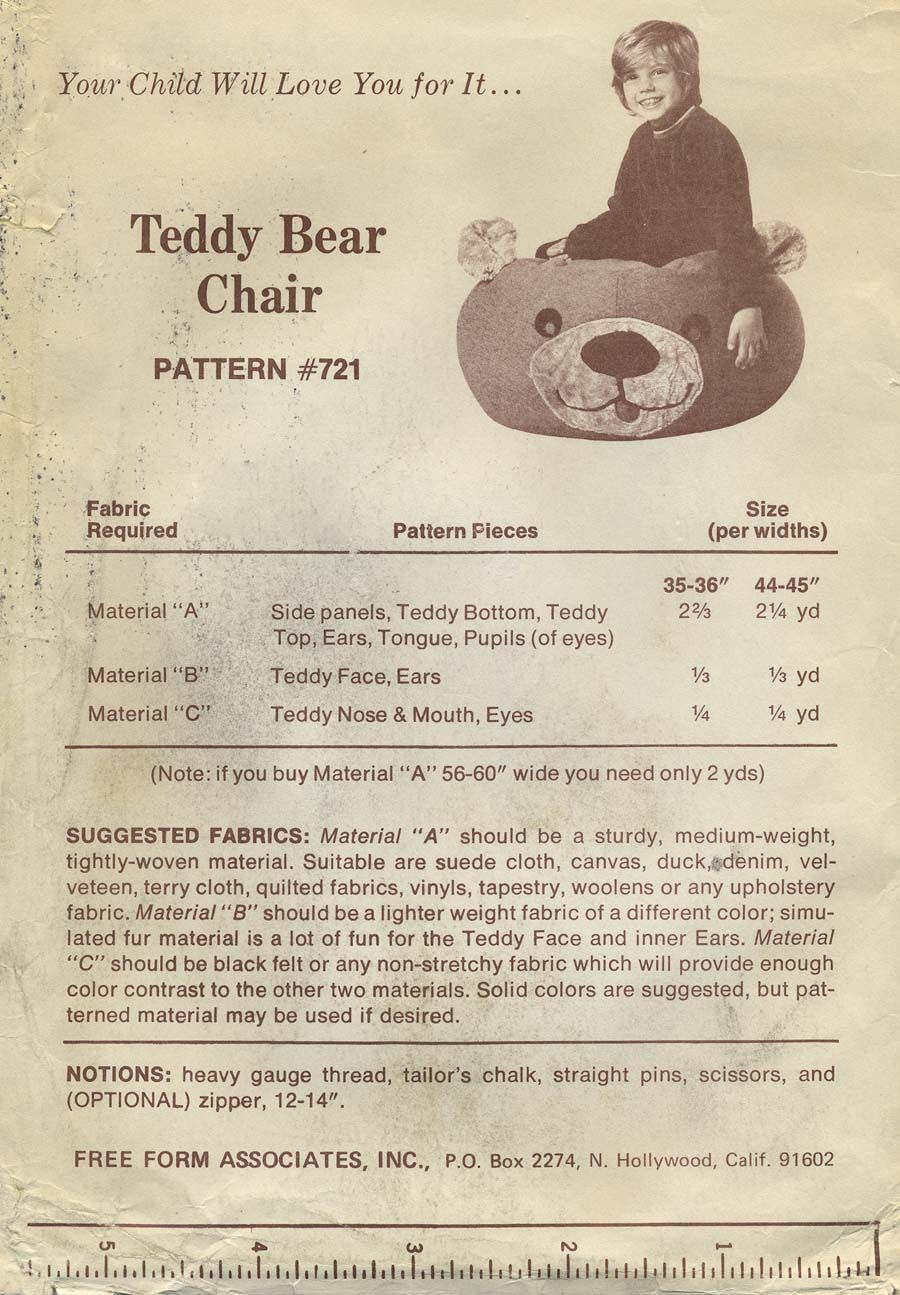 Your Child Will Love You for It...
Teddy Bear
Chair
PATTERN #721
Fabric
Required
Pattern Pieces
Size
(per widths)
35-36″ 44-45″
Material “A” Side panels, Teddy Bottom, Teddy 2⅔ 2¼ yd
Top, Ears, Tongue, Pupils (of eyes)
Material “B” Teddy Face, Ears ⅓ ⅓ yd
Material “C” Teddy Nose & Mouth, Eyes ¼ ¼ yd
(Note: if you buy Material “A” 56-60″ wide you need only 2 yds)
SUGGESTED FABRICS: Material “A” should be a sturdy, medium-weight,
tightly-woven material. Suitable are suede cloth, canvas, duck, denim, vel-
veteen, terry cloth, quilted fabrics, vinyls, tapestry, woolens or any upholstery
fabric. Material “B” should be a lighter weight fabric of a different color; simu-
lated fur material is a lot of fun for the Teddy Face and inner Ears. Material
“C” should be black felt or any non-stretchy fabric which will provide enough
color contrast to the other two materials. Solid colors are suggested, but pat-
terned material may be used if desired.
NOTIONS: heavy gauge thread, tailor's chalk, straight pins, scissors, and
(OPTIONAL) zipper, 12-14″.
FREE FORM ASSOCIATES, INC., P.O. Box 2274, N. Hollywood, Calif. 91602
5 4 3 2 1